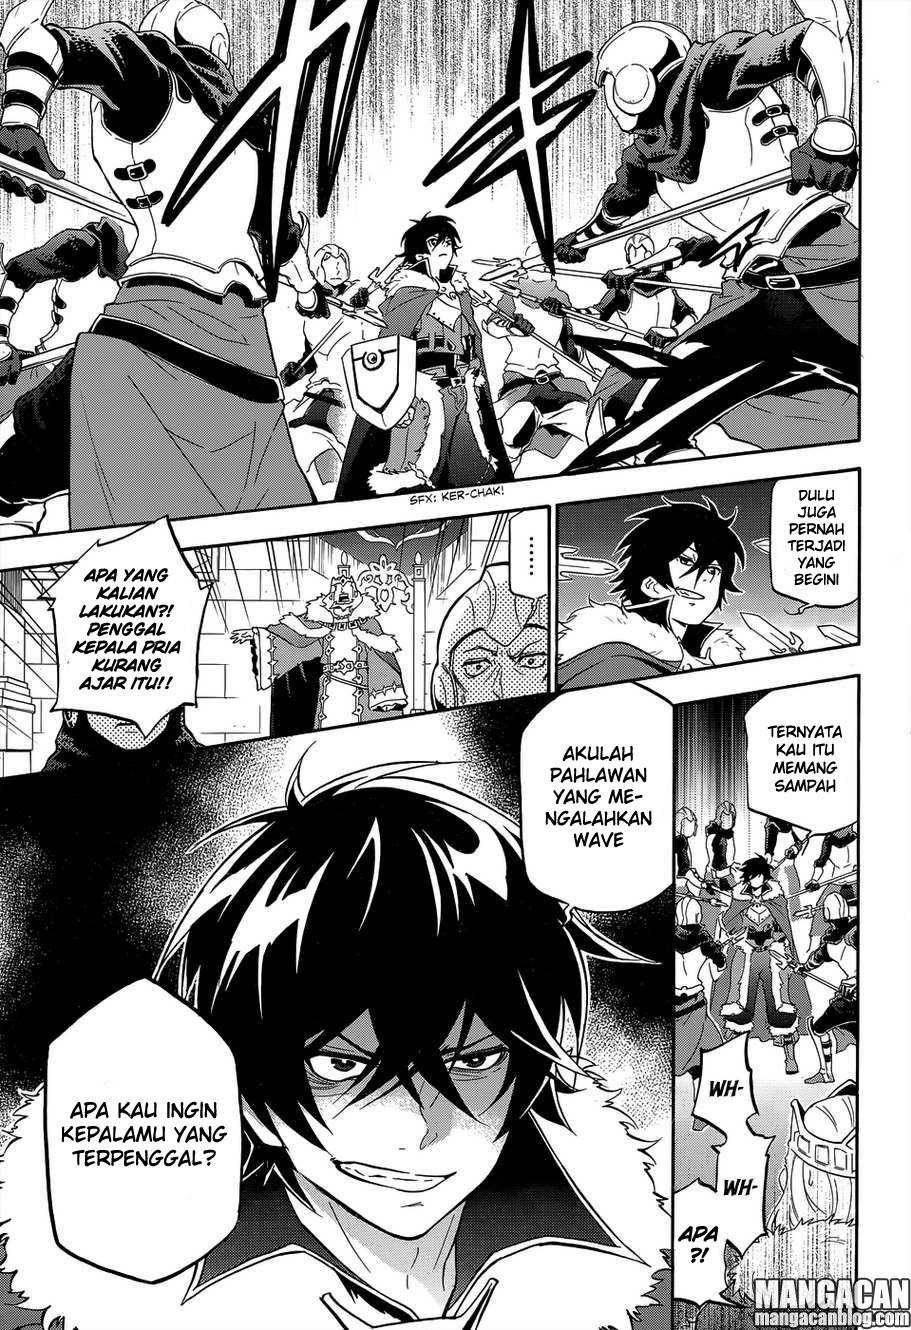 SFX: KER-CHAK!
DULU
JUGA
PERNAH
TERJADI
YANG
BEGINI
.........
APA YANG
KALIAN
LAKUKAN?!
PENGGAL
KEPALA PRIA
KURANG
AJAR ITU!!
TERNYATA
KAU ITU
MEMANG
SAMPAH
WH-
WH-
APA
?!
AKULAH
PAHLAWAN
YANG ME-
NGALAHKAN
WAVE
APA KAU INGIN
KEPALAMU YANG
TERPENGGAL?
MANGACAN
mangacanblog.com